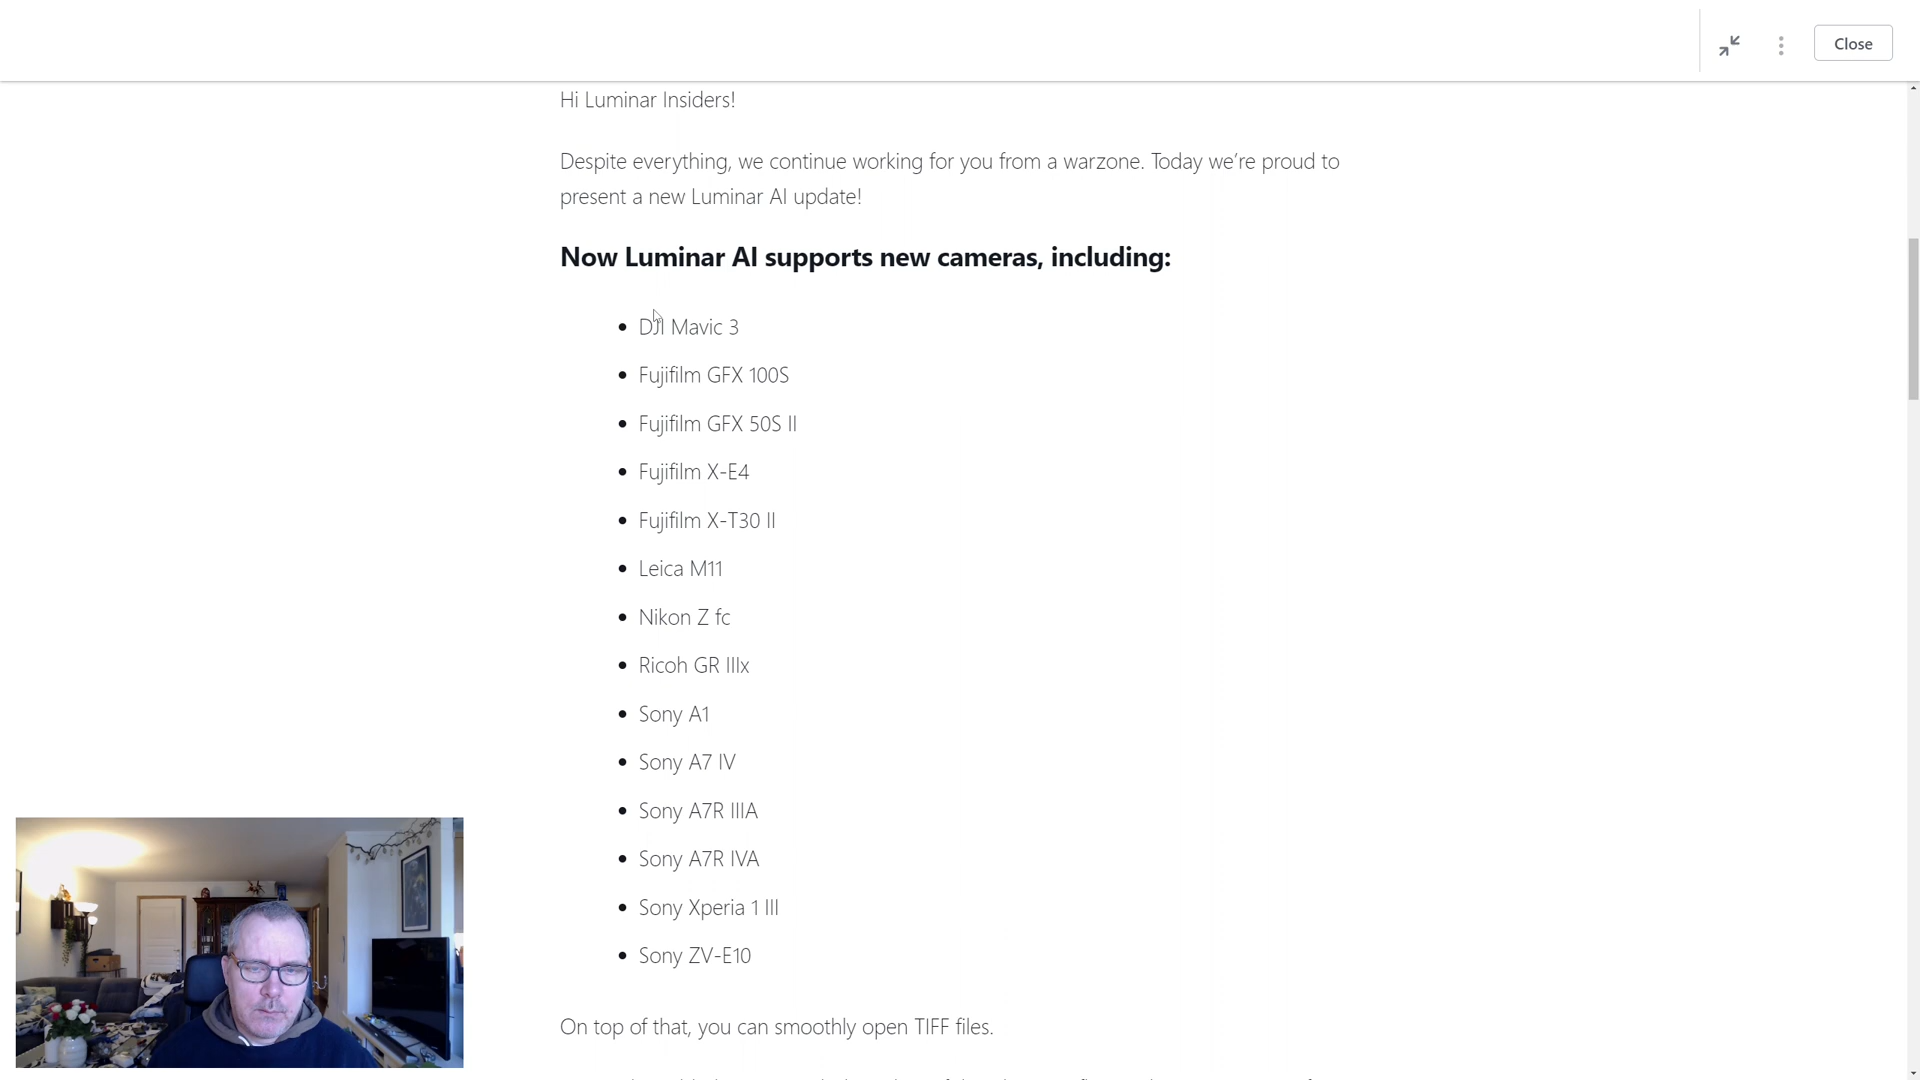 Close
Hi Luminar Insiders!
Despite everything, we continue working for you from a warzone. Today we’re proud to
present a new Luminar AI update!
Now Luminar AI supports new cameras, including:
• DJI Mavic 3
• Fujifilm GFX 100S
• Fujifilm GFX 50S II
• Fujifilm X-E4
• Fujifilm X-T30 II
• Leica M11
• Nikon Z fc
• Ricoh GR IIIx
• Sony A1
• Sony A7 IV
• Sony A7R IIIA
• Sony A7R IVA
• Sony Xperia 1 III
• Sony ZV-E10
On top of that, you can smoothly open TIFF files.